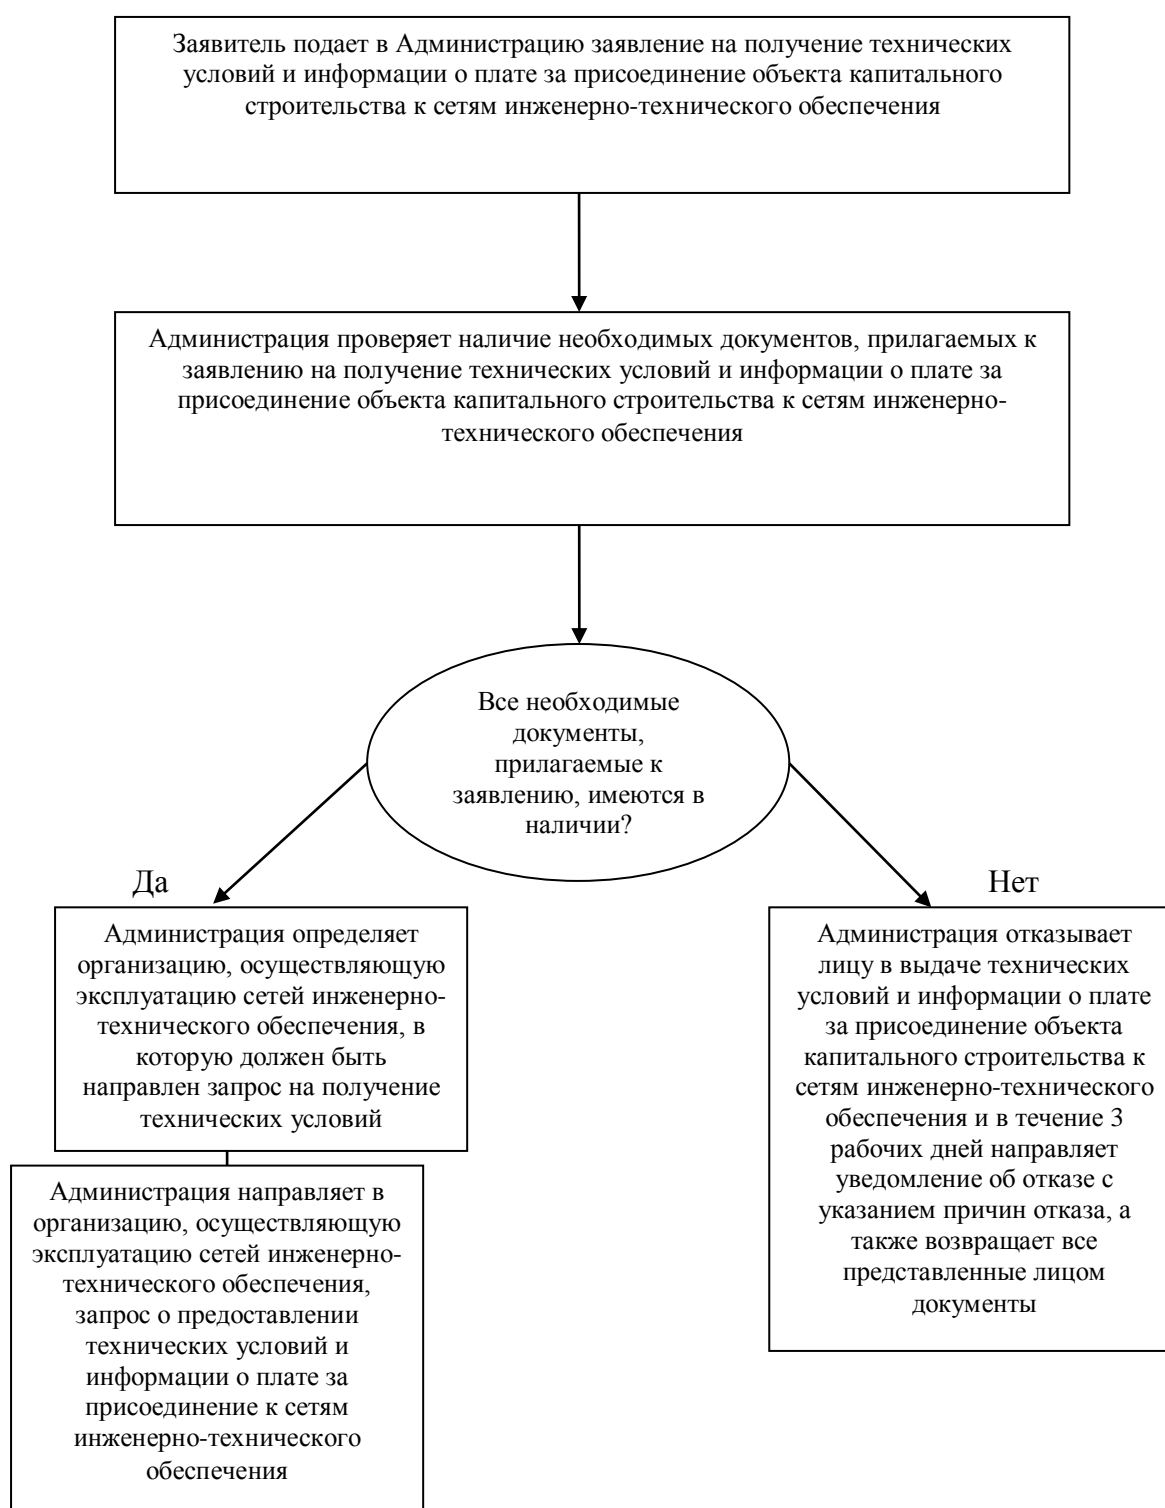 Заявитель подает в Администрацию заявление на получение технических
условий и информации о плате за присоединение объекта капитального
строительства к сетям инженерно-технического обеспечения
Администрация проверяет наличие необходимых документов, прилагаемых к
заявлению на получение технических условий и информации о плате за
присоединение объекта капитального строительства к сетям инженерно-
технического обеспечения
Все необходимые
документы,
прилагаемые к
заявлению, имеются в
наличии?
Да
Нет
Администрация определяет
организацию, осуществляющую
эксплуатацию сетей инженерно-
технического обеспечения, в
которую должен быть
направлен запрос на получение
технических условий
Администрация направляет в
организацию, осуществляющую
эксплуатацию сетей инженерно-
технического обеспечения,
запрос о предоставлении
технических условий и
информации о плате за
присоединение к сетям
инженерно-технического
обеспечения
Администрация отказывает
лицу в выдаче технических
условий и информации о плате
за присоединение объекта
капитального строительства к
сетям инженерно-технического
обеспечения и в течение 3
рабочих дней направляет
уведомление об отказе с
указанием причин отказа, а
также возвращает все
представленные лицом
документы